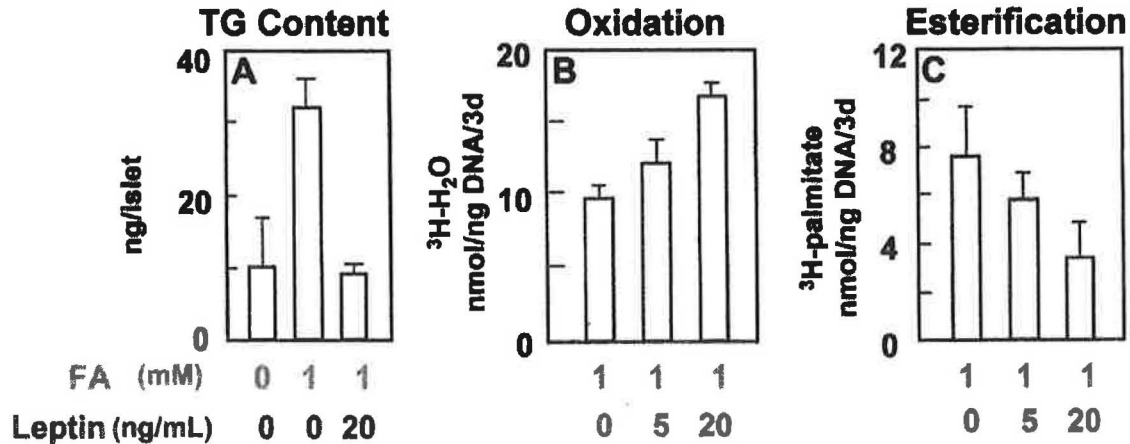 TG Content
Oxidation
Esterification
A
B
C
40
20
0
ng/islet
20
10
0
³H-H₂O
nmol/ng DNA/3d
12
8
4
0
³H-palmitate
nmol/ng DNA/3d
FA (mM) 0 1 1 1 1 1 1 1 1
Leptin (ng/mL) 0 0 20 0 5 20 0 5 20